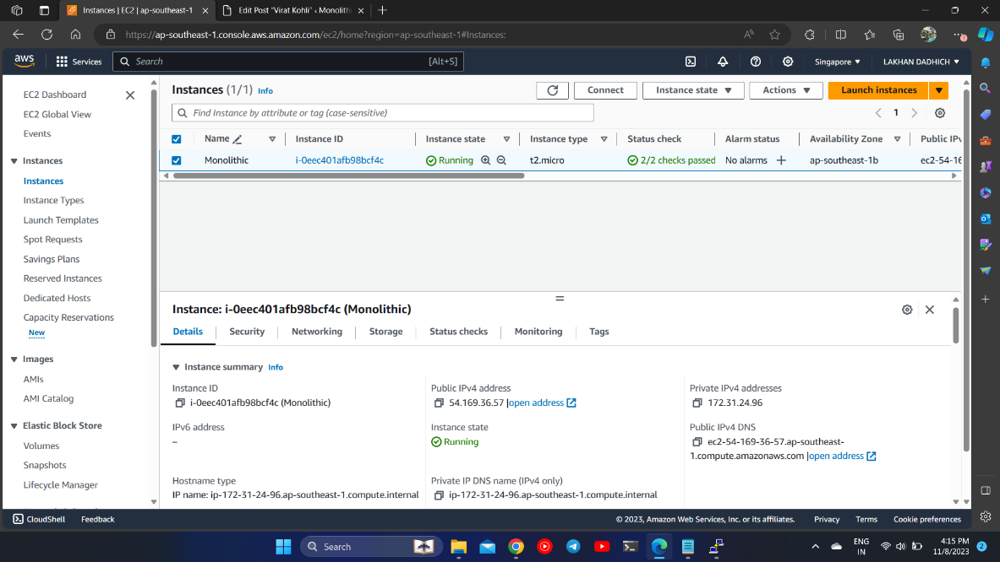 Instances | EC2 | ap-southeast-1
Edit Post "Virat Kohli" ‹ Monolith
https://ap-southeast-1.console.aws.amazon.com/ec2/home?region=ap-southeast-1#Instances:
aws
Services
Search
[Alt+S]
Singapore
LAKHAN DADHICH
EC2 Dashboard
EC2 Global View
Events
Instances
Instances
Instance Types
Launch Templates
Spot Requests
Savings Plans
Reserved Instances
Dedicated Hosts
Capacity Reservations
New
Images
AMIs
AMI Catalog
Elastic Block Store
Volumes
Snapshots
Lifecycle Manager
Instances (1/1) Info
Connect
Instance state
Actions
Launch instances
Find Instance by attribute or tag (case-sensitive)
1
Name
Instance ID
Instance state
Instance type
Status check
Alarm status
Availability Zone
Public IPv
Monolithic
i-0eec401afb98bcf4c
Running
t2.micro
2/2 checks passed
No alarms
ap-southeast-1b
ec2-54-16
Instance: i-0eec401afb98bcf4c (Monolithic)
Details
Security
Networking
Storage
Status checks
Monitoring
Tags
Instance summary Info
Instance ID
i-0eec401afb98bcf4c (Monolithic)
Public IPv4 address
54.169.36.57 |open address
Private IPv4 addresses
172.31.24.96
IPv6 address
–
Instance state
Running
Public IPv4 DNS
ec2-54-169-36-57.ap-southeast-
1.compute.amazonaws.com |open address
Hostname type
IP name: ip-172-31-24-96.ap-southeast-1.compute.internal
Private IP DNS name (IPv4 only)
ip-172-31-24-96.ap-southeast-1.compute.internal
CloudShell
Feedback
© 2023, Amazon Web Services, Inc. or its affiliates.
Privacy
Terms
Cookie preferences
Search
ENG
IN
4:15 PM
11/8/2023
2